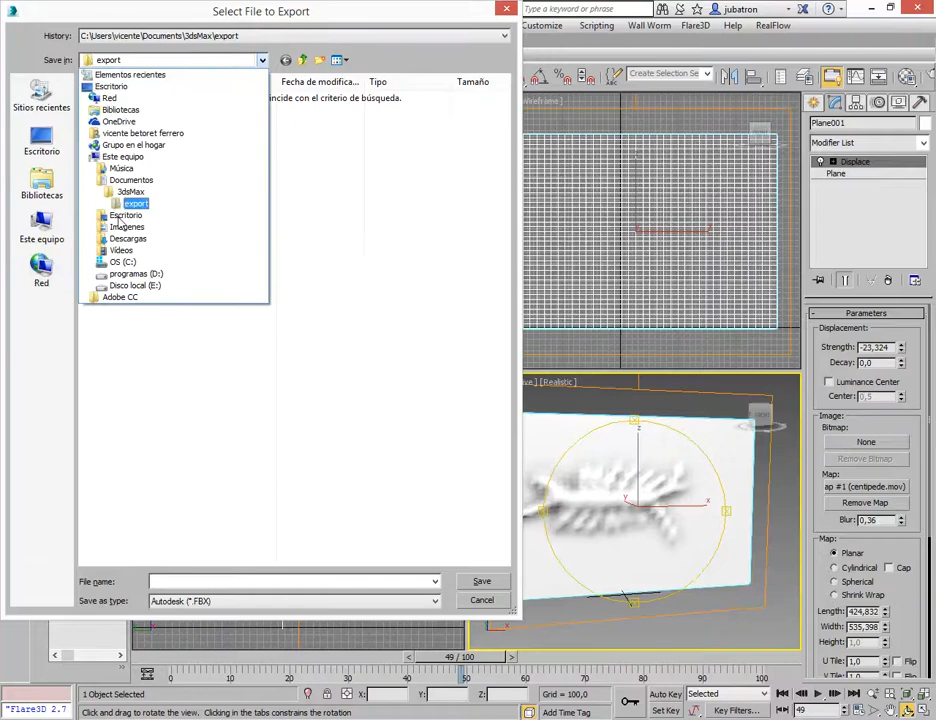 Select File to Export
History: C:\Users\vicente\Documents\3dsMax\export
Save in: export
Type a keyword or phrase
jubatron
Customize Scripting Wall Worm Flare3D RealFlow
Create Selection Se
Elementos recientes
Escritorio
Red
Bibliotecas
OneDrive
vicente betoret ferrero
Grupo en el hogar
Este equipo
Música
Documentos
3dsMax
export
Escritorio
Imágenes
Descargas
Vídeos
OS (C:)
programas (D:)
Disco local (E:)
Adobe CC
Fecha de modifica... Tipo Tamaño
incide con el criterio de búsqueda.
Sitios recientes
Escritorio
Bibliotecas
Este equipo
Red
File name:
Save
Save as type: Autodesk (*.FBX)
Cancel
Wireframe ]
[ Realistic ]
z
y
x
Plane001
Modifier List
Displace
Plane
Parameters
Displacement:
Strength: -23,324
Decay: 0,0
Luminance Center
Center: 0,5
Image:
Bitmap:
None
Remove Bitmap
Map:
ap #1 (centipede.mov)
Remove Map
Blur: 0,36
Map:
Planar
Cylindrical Cap
Spherical
Shrink Wrap
Length: 424,832
Width: 535,398
Height: 1,0
U Tile: 1,0 Flip
V Tile: 1,0 Flip
49 / 100
10 20 30 40 50 60 70 80 90 100
1 Object Selected
X: Y: Z:
Grid = 100,0
Auto Key Selected
"Flare3D 2.7
Click and drag to rotate the view. Clicking in the tabs constrains the rotation
Add Time Tag
Set Key Key Filters...
49